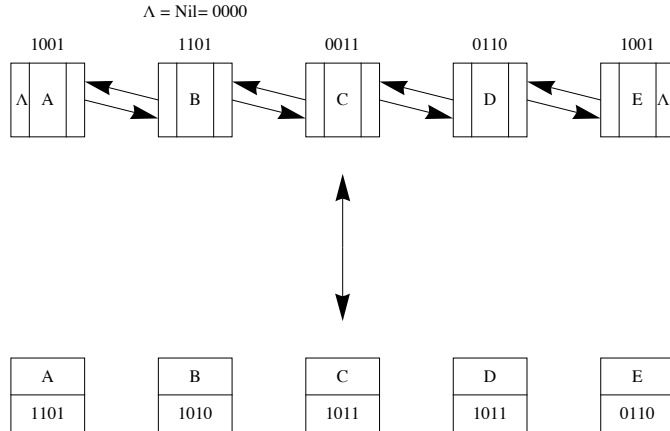 Λ = Nil= 0000
1001 1101 0011 0110 1001
Λ A B C D E Λ
A B C D E
1101 1010 1011 1011 0110